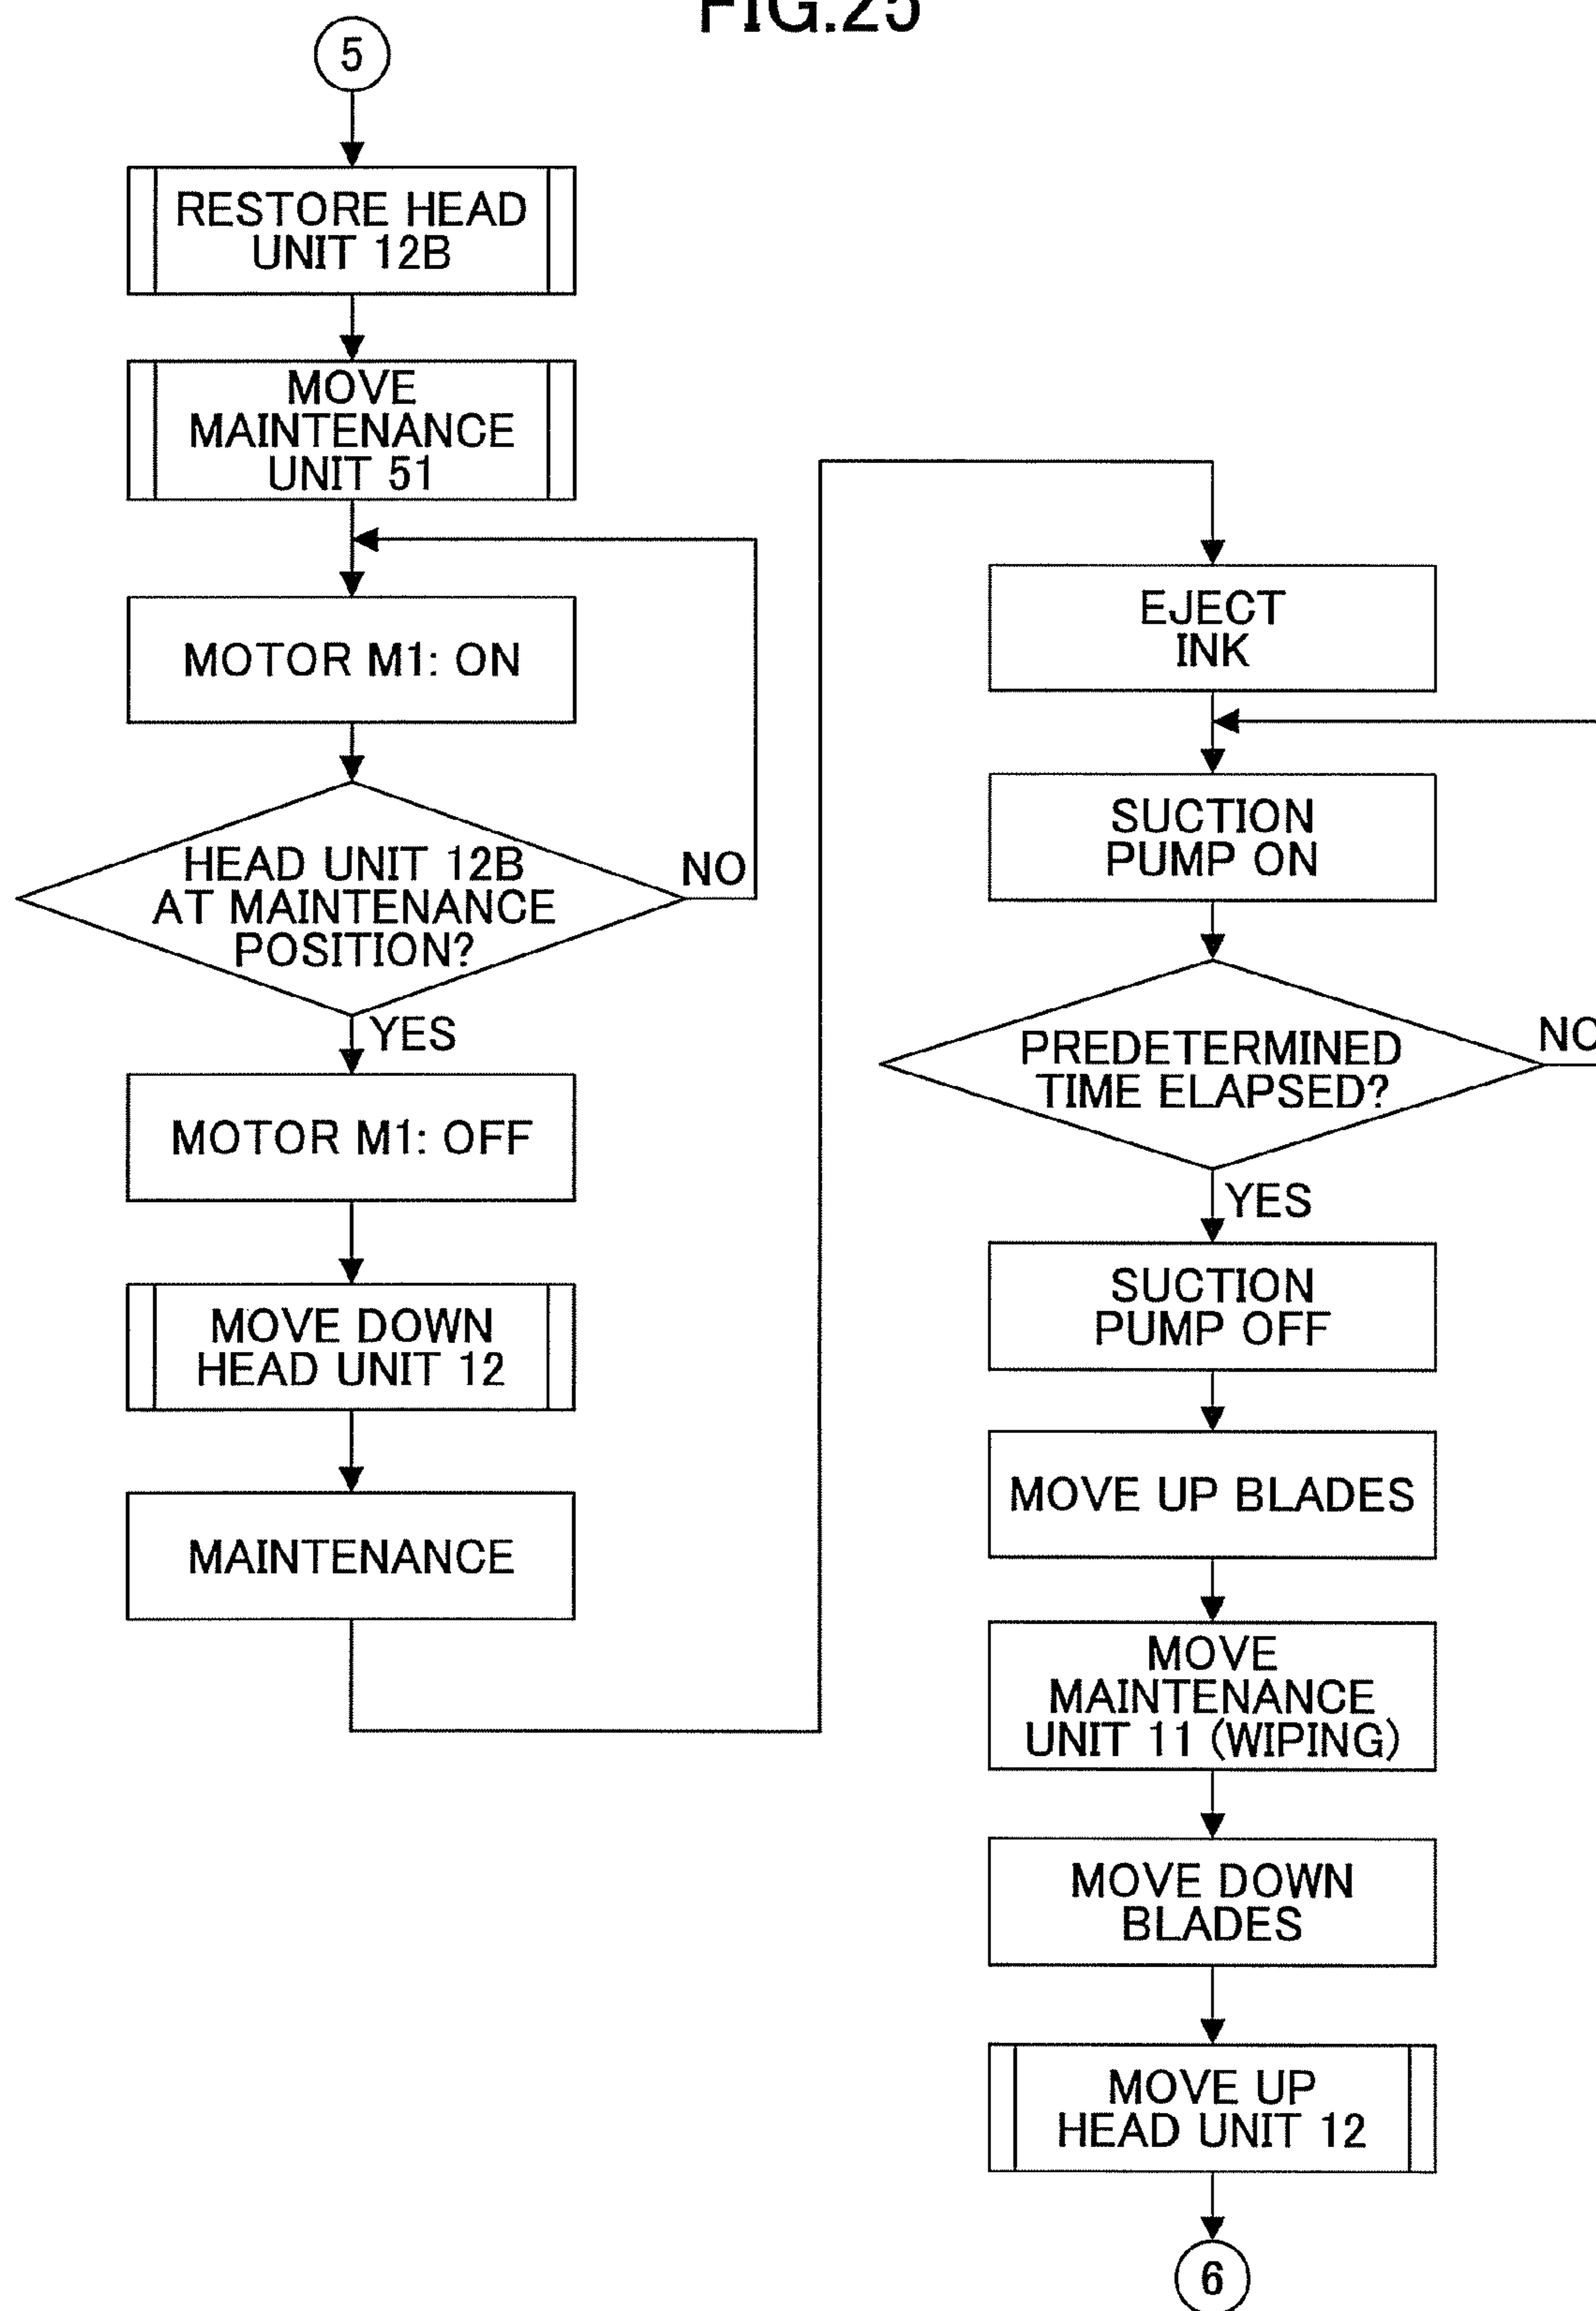 FIG.25
5
RESTORE HEAD
UNIT 12B
MOVE
MAINTENANCE
UNIT 51
MOTOR M1: ON
HEAD UNIT 12B
AT MAINTENANCE
POSITION?
NO
YES
MOTOR M1: OFF
MOVE DOWN
HEAD UNIT 12
MAINTENANCE
EJECT
INK
SUCTION
PUMP ON
PREDETERMINED
TIME ELAPSED?
NO
YES
SUCTION
PUMP OFF
MOVE UP BLADES
MOVE
MAINTENANCE
UNIT 11 (WIPING)
MOVE DOWN
BLADES
MOVE UP
HEAD UNIT 12
6